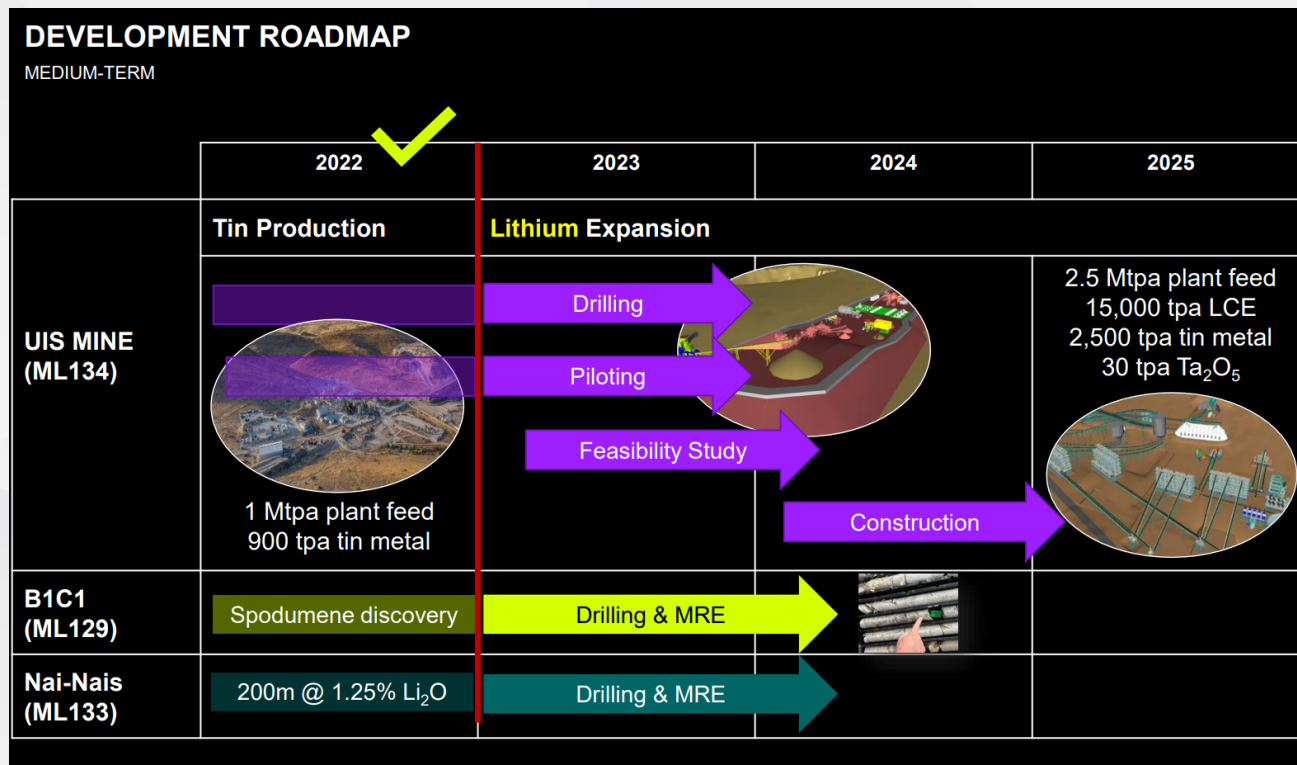 DEVELOPMENT ROADMAP
MEDIUM-TERM
2022
2023
2024
2025
Tin Production
Lithium Expansion
UIS MINE
(ML134)
Drilling
Piloting
Feasibility Study
Construction
1 Mtpa plant feed
900 tpa tin metal
2.5 Mtpa plant feed
15,000 tpa LCE
2,500 tpa tin metal
30 tpa Ta₂O₅
B1C1
(ML129)
Spodumene discovery
Drilling & MRE
Nai-Nais
(ML133)
200m @ 1.25% Li₂O
Drilling & MRE